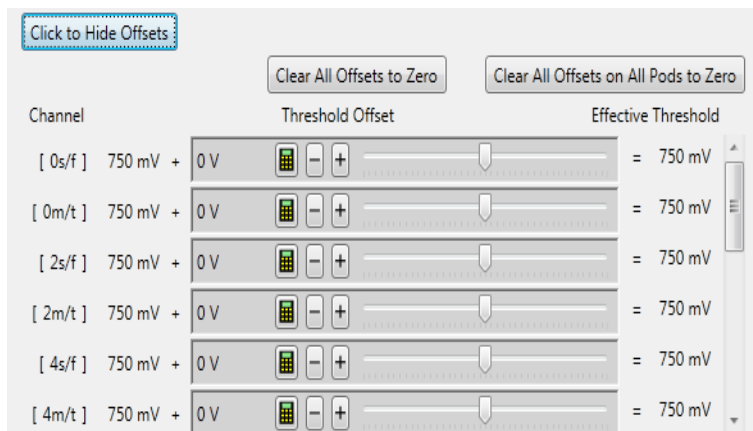 Click to Hide Offsets
Clear All Offsets to Zero Clear All Offsets on All Pods to Zero
Channel Threshold Offset Effective Threshold
[ 0s/f ] 750 mV + 0 V - + = 750 mV
[ 0m/t ] 750 mV + 0 V - + = 750 mV
[ 2s/f ] 750 mV + 0 V - + = 750 mV
[ 2m/t ] 750 mV + 0 V - + = 750 mV
[ 4s/f ] 750 mV + 0 V - + = 750 mV
[ 4m/t ] 750 mV + 0 V - + = 750 mV